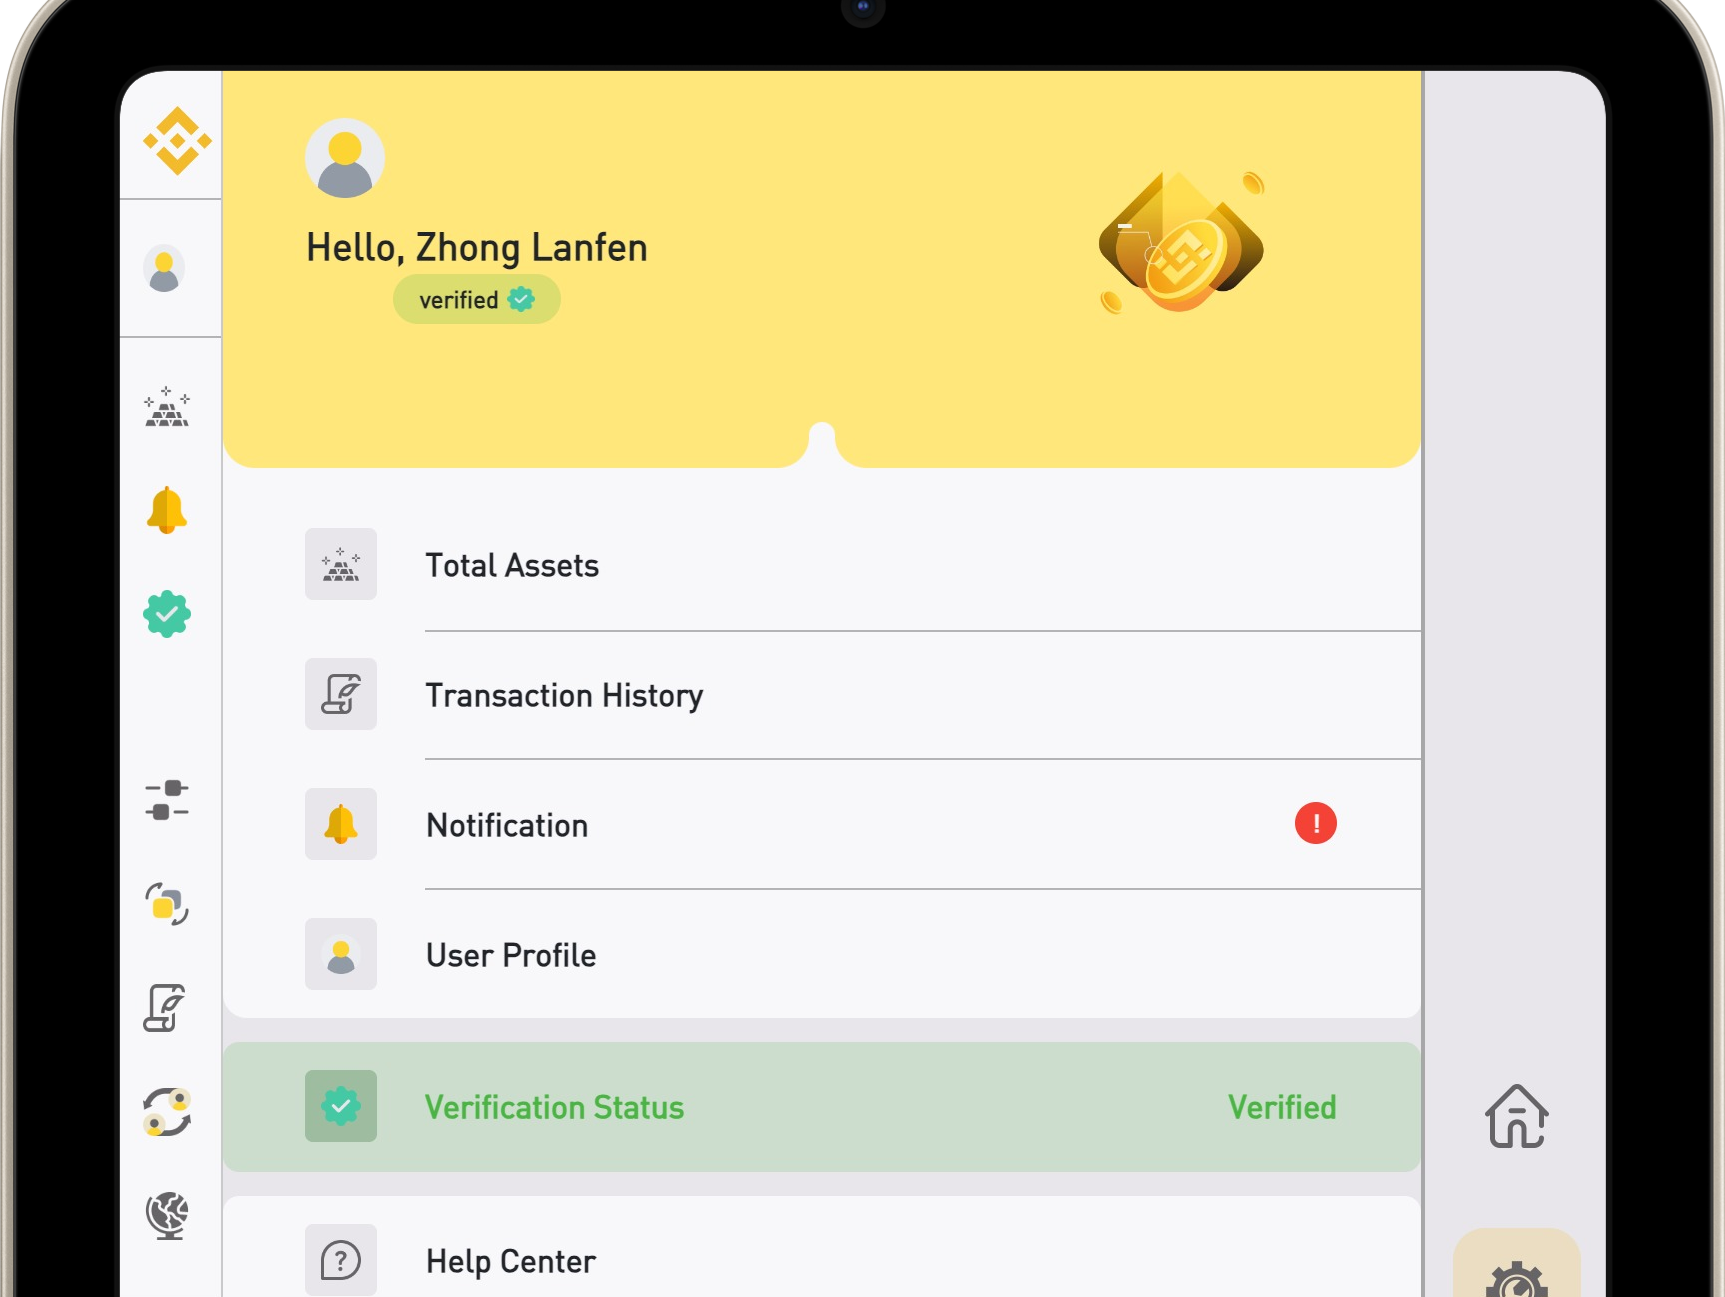 Hello, Zhong Lanfen
verified
Total Assets
Transaction History
Notification
!
User Profile
Verification Status
Verified
?
Help Center